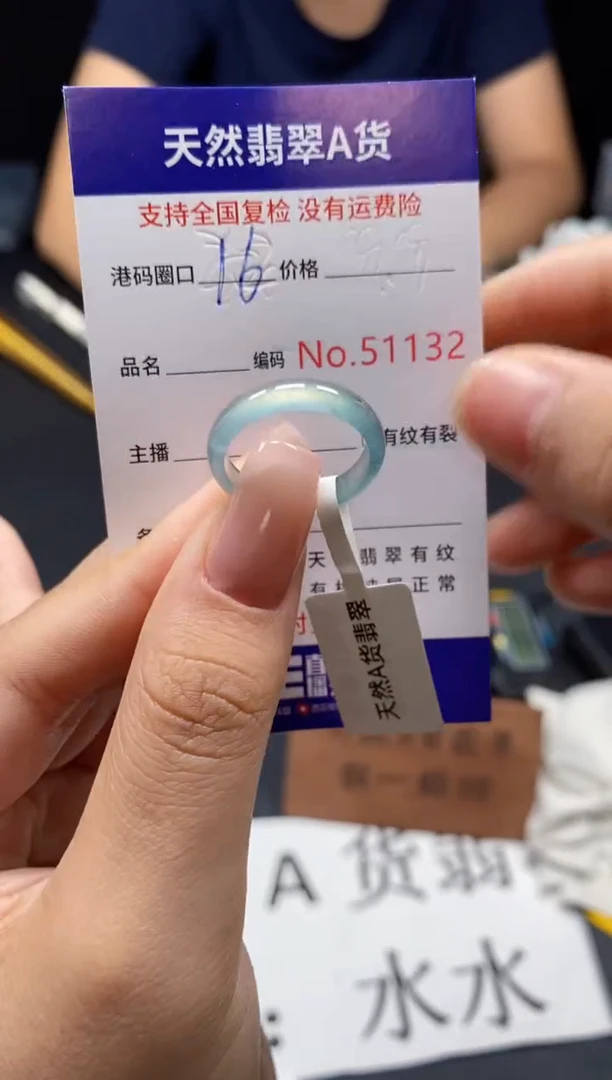 天然翡翠A货
支持全国复检 没有运费险
港码圈口 16 价格
品名 编码 No.51132
主播 有纹有裂
天 翡翠有纹
有 正常
天然A货翡翠
A 货翡
: 水水